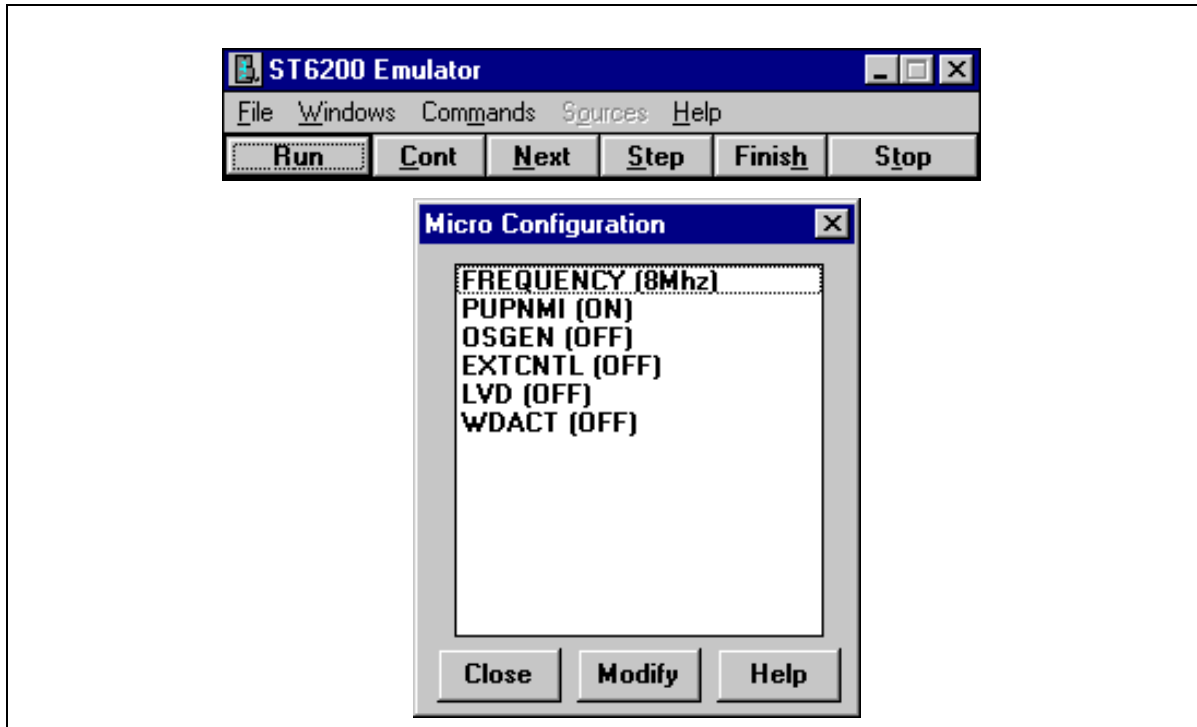 ST6200 Emulator
File Windows Commands Sources Help
Run Cont Next Step Finish Stop
Micro Configuration
FREQUENCY (8Mhz)
PUPNMI (ON)
OSGEN (OFF)
EXTCNTL (OFF)
LVD (OFF)
WDACT (OFF)
Close Modify Help